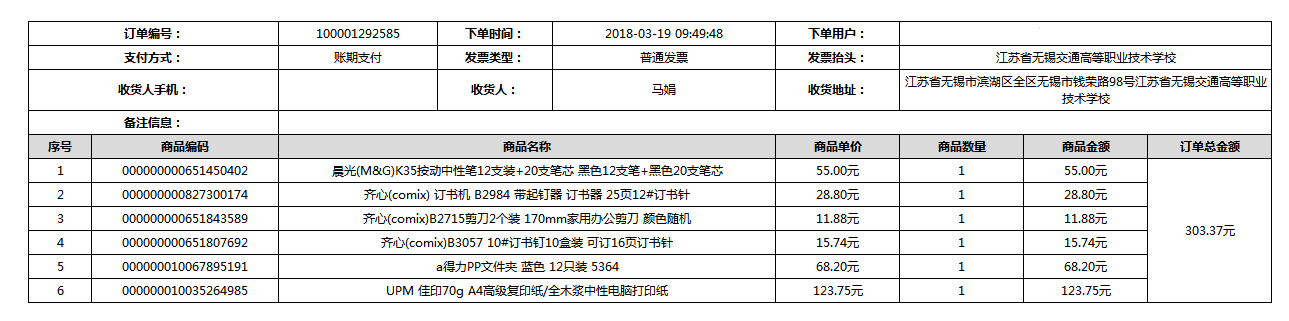 订单编号： 100001292585 下单时间： 2018-03-19 09:49:48 下单用户：
支付方式： 账期支付 发票类型： 普通发票 发票抬头： 江苏省无锡交通高等职业技术学校
收货人手机： 收货人： 马娟 收货地址： 江苏省无锡市滨湖区全区无锡市钱荣路98号江苏省无锡交通高等职业
技术学校
备注信息：
序号 商品编码 商品名称 商品单价 商品数量 商品金额 订单总金额
1 000000000651450402 晨光(M&G)K35按动中性笔12支装+20支笔芯 黑色12支笔+黑色20支笔芯 55.00元 1 55.00元
2 000000000827300174 齐心(comix) 订书机 B2984 带起钉器 订书器 25页12#订书针 28.80元 1 28.80元
3 000000000651843589 齐心(comix)B2715剪刀2个装 170mm家用办公剪刀 颜色随机 11.88元 1 11.88元
303.37元
4 000000000651807692 齐心(comix)B3057 10#订书钉10盒装 可订16页订书针 15.74元 1 15.74元
5 000000010067895191 a得力PP文件夹 蓝色 12只装 5364 68.20元 1 68.20元
6 000000010035264985 UPM 佳印70g A4高级复印纸/全木浆中性电脑打印纸 123.75元 1 123.75元